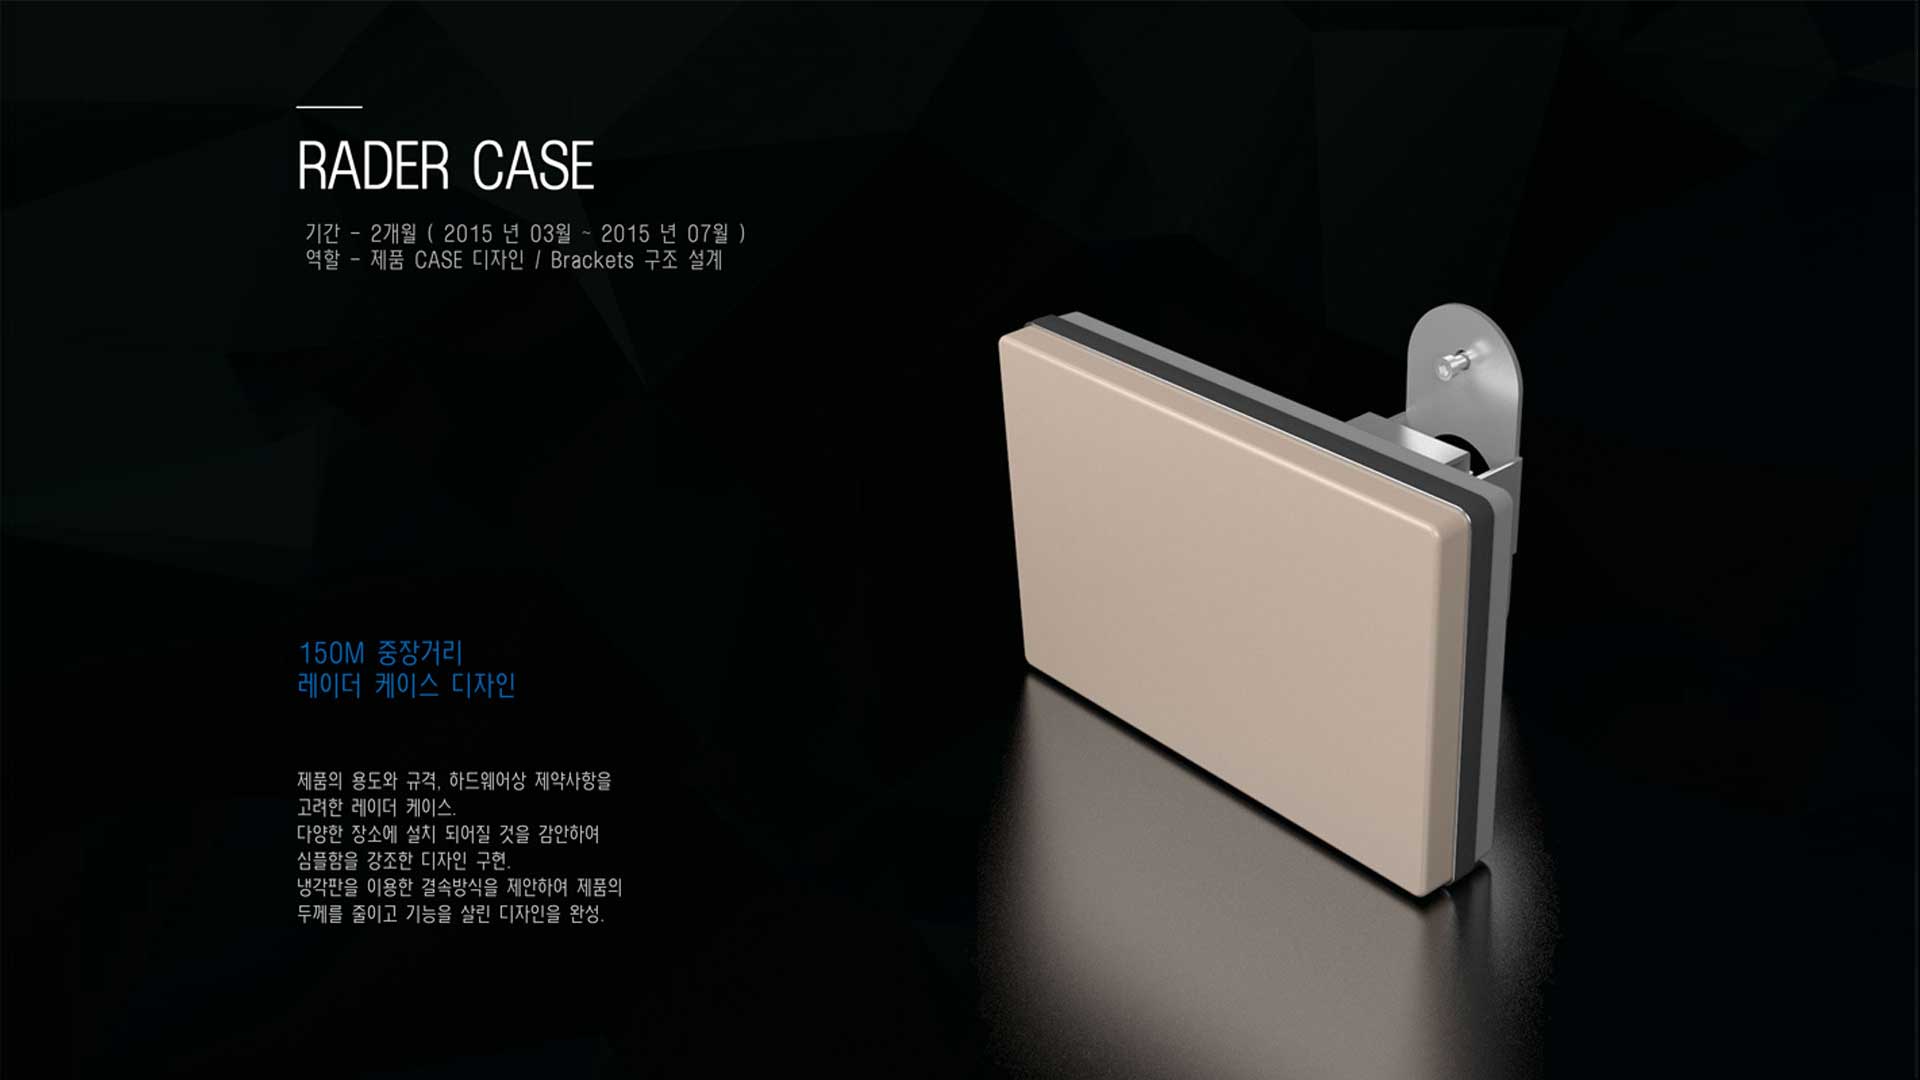 RADER CASE
기간 - 2개월 ( 2015 년 03월 ~ 2015 년 07월 )
역할 - 제품 CASE 디자인 / Brackets 구조 설계
150M 중장거리
레이더 케이스 디자인
제품의 용도와 규격, 하드웨어상 제약사항을
고려한 레이더 케이스.
다양한 장소에 설치 되어질 것을 감안하여
심플함을 강조한 디자인 구현.
냉각판을 이용한 결속방식을 제안하여 제품의
두께를 줄이고 기능을 살린 디자인을 완성.